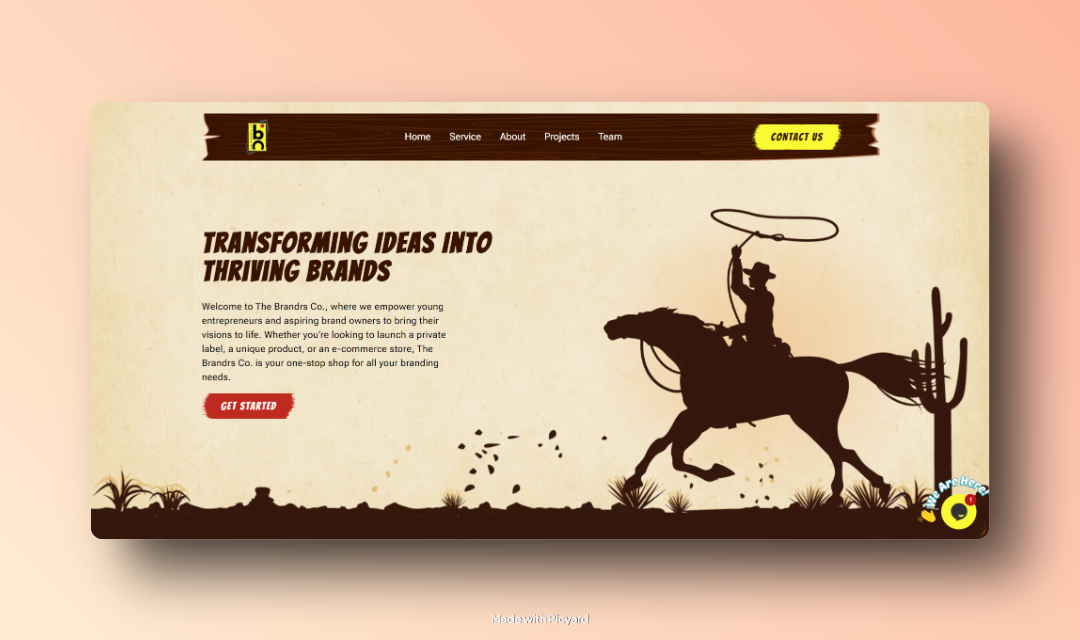 Home Service About Projects Team
CONTACT US
TRANSFORMING IDEAS INTO
THRIVING BRANDS
Welcome to The Brandrs Co., where we empower young
entrepreneurs and aspiring brand owners to bring their
visions to life. Whether you're looking to launch a private
label, a unique product, or an e-commerce store, The
Brandrs Co. is your one-stop shop for all your branding
needs.
GET STARTED
We Are Here!
1
Made with Picyard